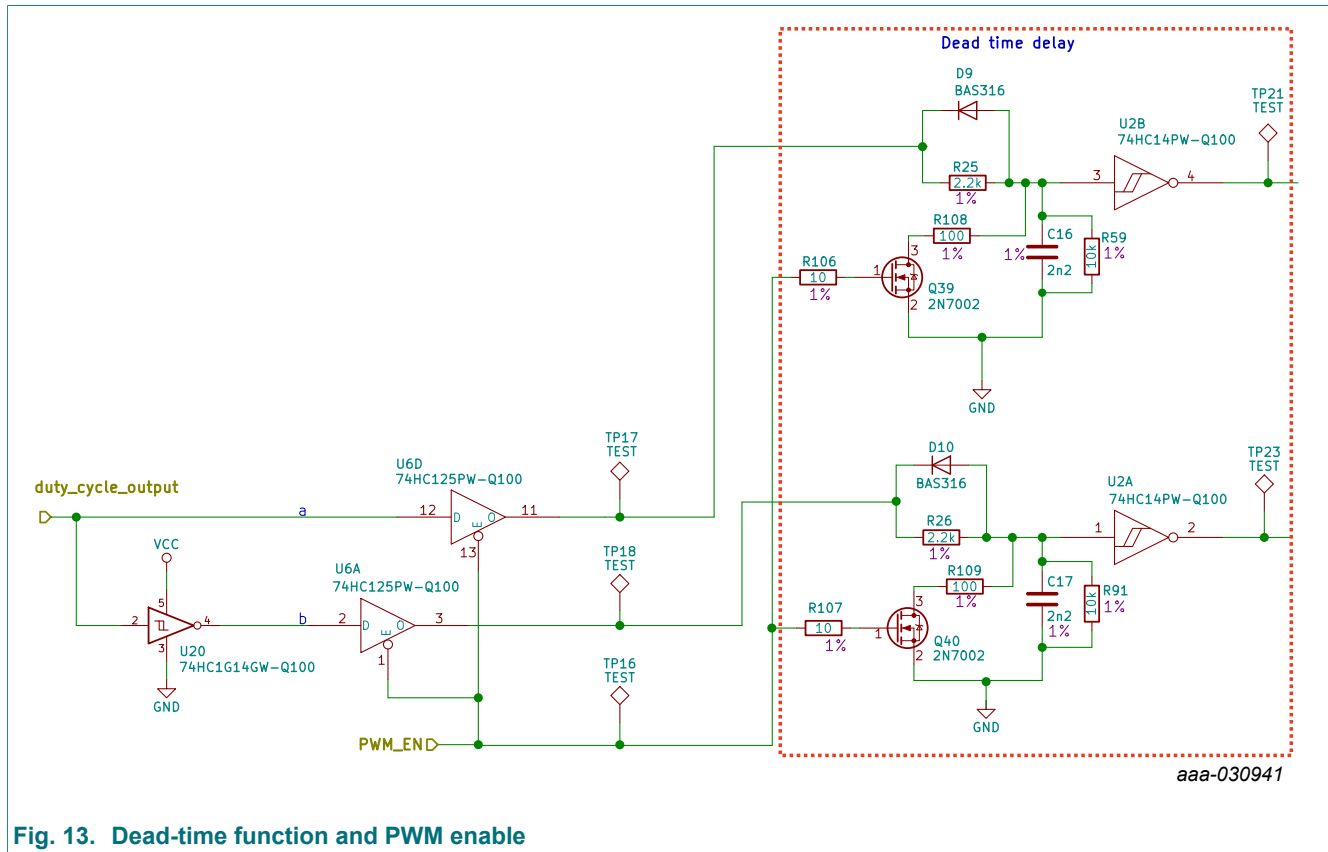 Dead time delay
D9
BAS316
TP21
TEST
U2B
74HC14PW-Q100
R25
2.2k
1%
3
4
R108
100
1%
3
C16
1%
2n2
R59
10k
1%
R106
10
1%
1
Q39
2N7002
2
GND
D10
BAS316
TP23
TEST
U2A
74HC14PW-Q100
R26
2.2k
1%
1
2
R109
100
1%
3
C17
2n2
1%
R91
10k
1%
R107
10
1%
1
Q40
2N7002
2
GND
TP17
TEST
U6D
74HC125PW-Q100
duty_cycle_output
a
12
D
E
O
11
13
VCC
TP18
TEST
U6A
74HC125PW-Q100
5
2
4
3
b
2
D
E
O
3
1
U20
74HC1G14GW-Q100
GND
TP16
TEST
PWM_EN
aaa-030941
Fig. 13. Dead-time function and PWM enable